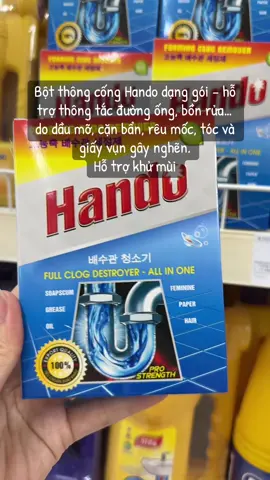 FOAMING CLOG REMOVER
Bột thông cống Hando dạng gói – hỗ
trợ thông tắc đường ống, bồn rửa...
do dầu mỡ, cặn bẩn, rêu mốc, tóc và
giấy vụn gây nghẽn.
Hỗ trợ khử mùi
Hando
배수관 청소기
FULL CLOG DESTROYER - ALL IN ONE
SOAPSCUM
GREASE
OIL
FEMININE
PAPER
HAIR
100%
PRO
STRENGTH